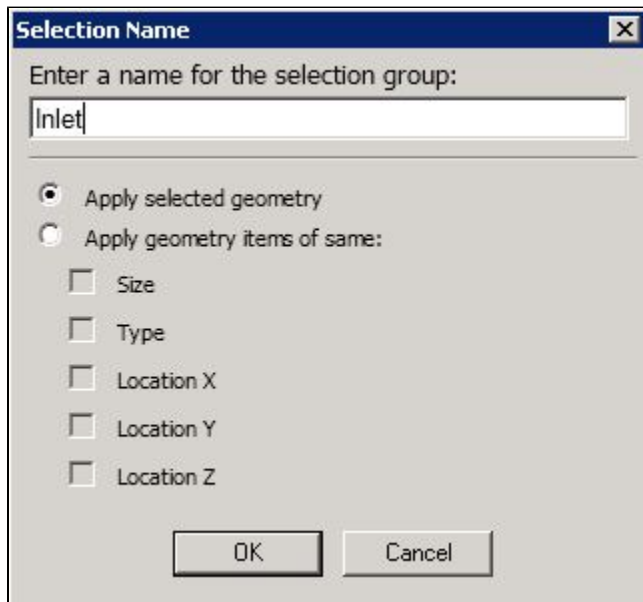 Selection Name
Enter a name for the selection group:
Inlet
Apply selected geometry
Apply geometry items of same:
Size
Type
Location X
Location Y
Location Z
OK Cancel